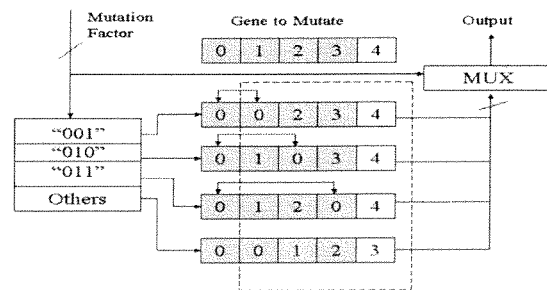 Mutation
Factor
Gene to Mutate
Output
0 1 2 3 4
MUX
"001"
"010"
"011"
Others
0 0 2 3 4
0 1 0 3 4
0 1 2 0 4
0 0 1 2 3